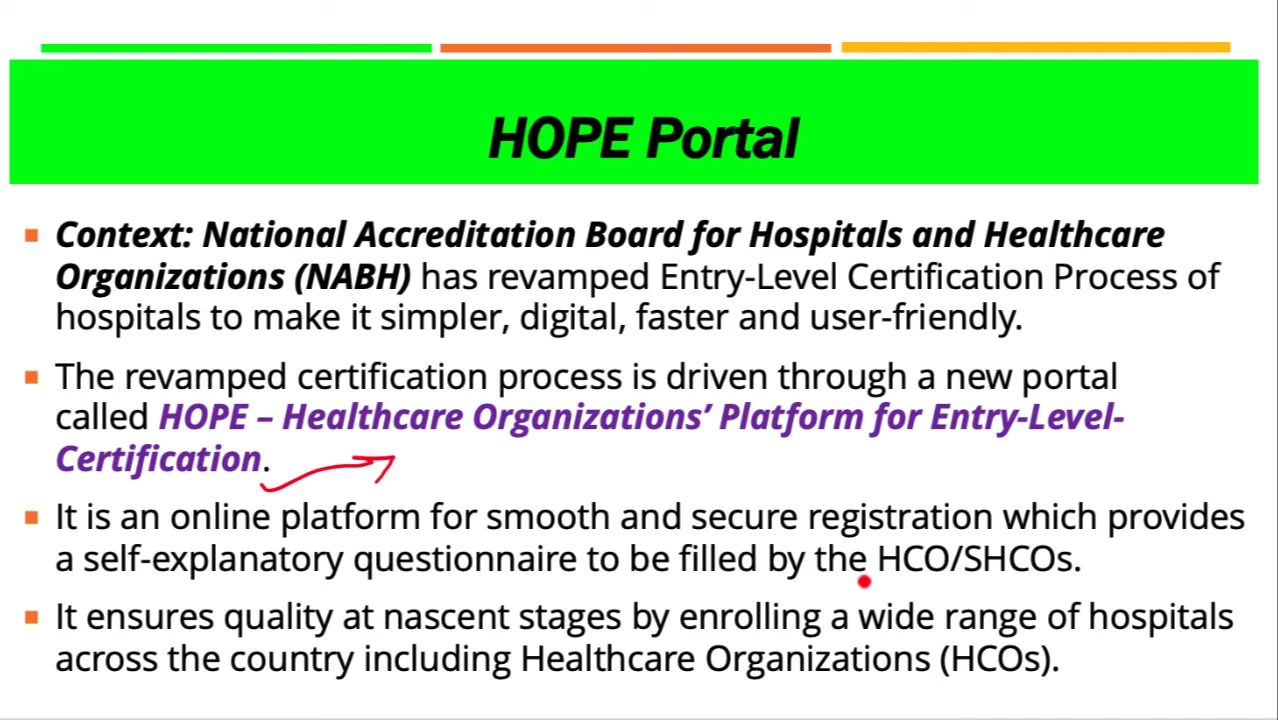 HOPE Portal
Context: National Accreditation Board for Hospitals and Healthcare
Organizations (NABH) has revamped Entry-Level Certification Process of
hospitals to make it simpler, digital, faster and user-friendly.
The revamped certification process is driven through a new portal
called HOPE – Healthcare Organizations’ Platform for Entry-Level-
Certification.
It is an online platform for smooth and secure registration which provides
a self-explanatory questionnaire to be filled by the HCO/SHCOs.
It ensures quality at nascent stages by enrolling a wide range of hospitals
across the country including Healthcare Organizations (HCOs).